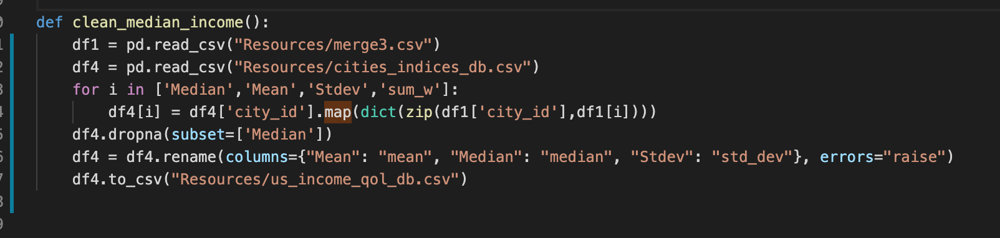 def clean_median_income():
df1 = pd.read_csv("Resources/merge3.csv")
df4 = pd.read_csv("Resources/cities_indices_db.csv")
for i in ['Median','Mean','Stdev','sum_w']:
df4[i] = df4['city_id'].map(dict(zip(df1['city_id'],df1[i])))
df4.dropna(subset=['Median'])
df4 = df4.rename(columns={"Mean": "mean", "Median": "median", "Stdev": "std_dev"}, errors="raise")
df4.to_csv("Resources/us_income_qol_db.csv")